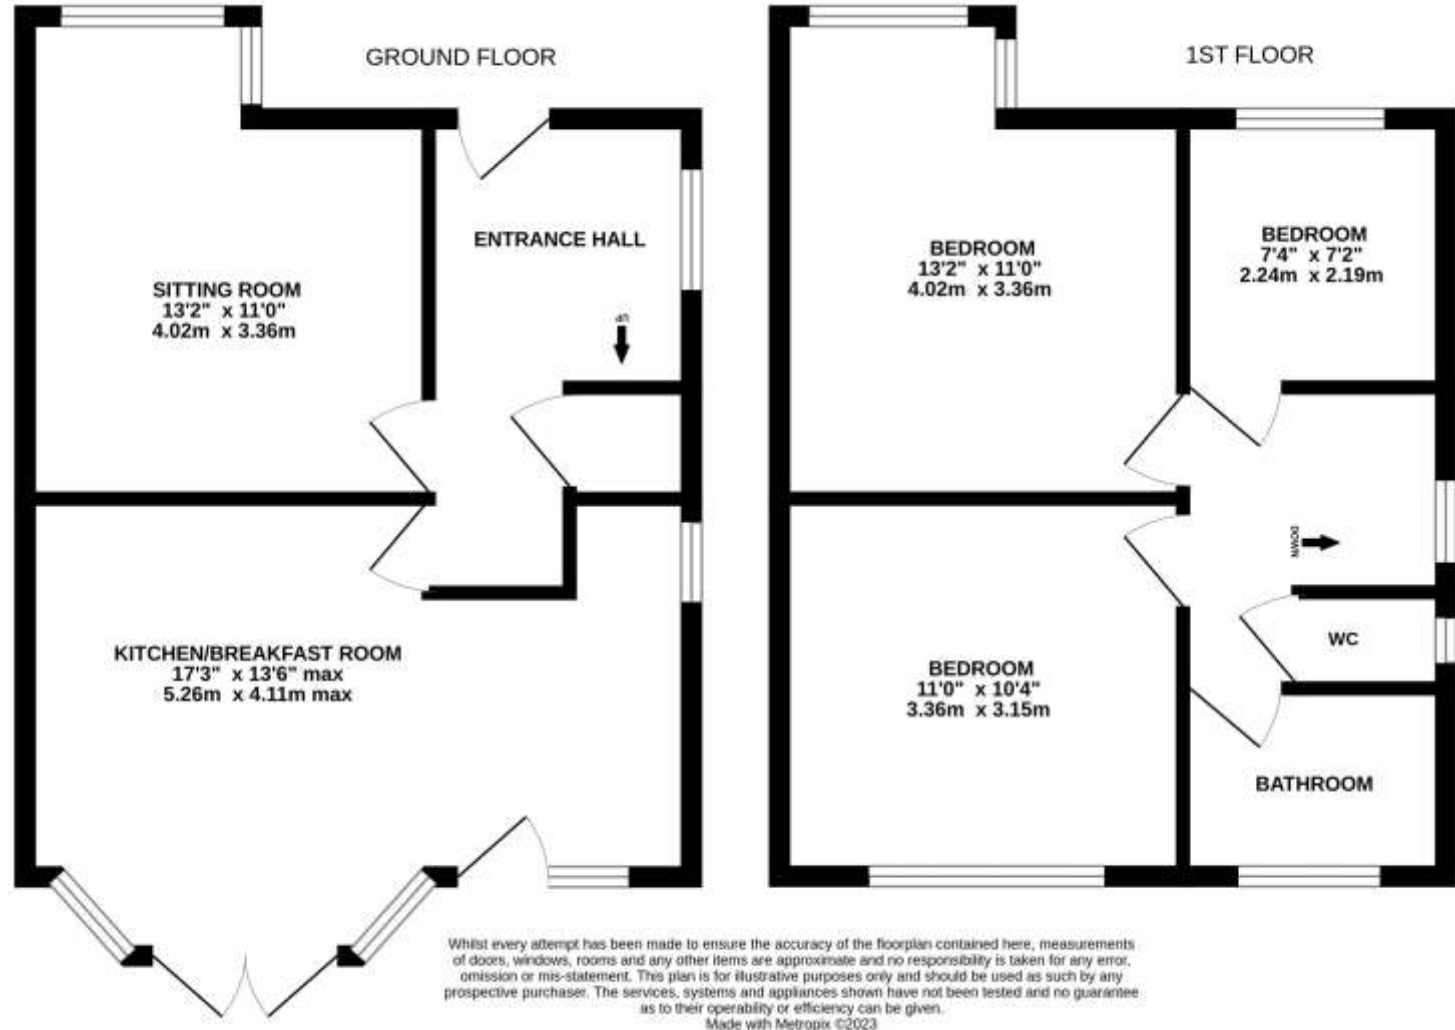 GROUND FLOOR
1ST FLOOR
ENTRANCE HALL
SITTING ROOM
13'2" x 11'0"
4.02m x 3.36m
UP
KITCHEN/BREAKFAST ROOM
17'3" x 13'6" max
5.26m x 4.11m max
BEDROOM
13'2" x 11'0"
4.02m x 3.36m
BEDROOM
7'4" x 7'2"
2.24m x 2.19m
DOWN
WC
BEDROOM
11'0" x 10'4"
3.36m x 3.15m
BATHROOM
Whilst every attempt has been made to ensure the accuracy of the floorplan contained here, measurements
of doors, windows, rooms and any other items are approximate and no responsibility is taken for any error,
omission or mis-statement. This plan is for illustrative purposes only and should be used as such by any
prospective purchaser. The services, systems and appliances shown have not been tested and no guarantee
as to their operability or efficiency can be given.
Made with Metropix ©2023